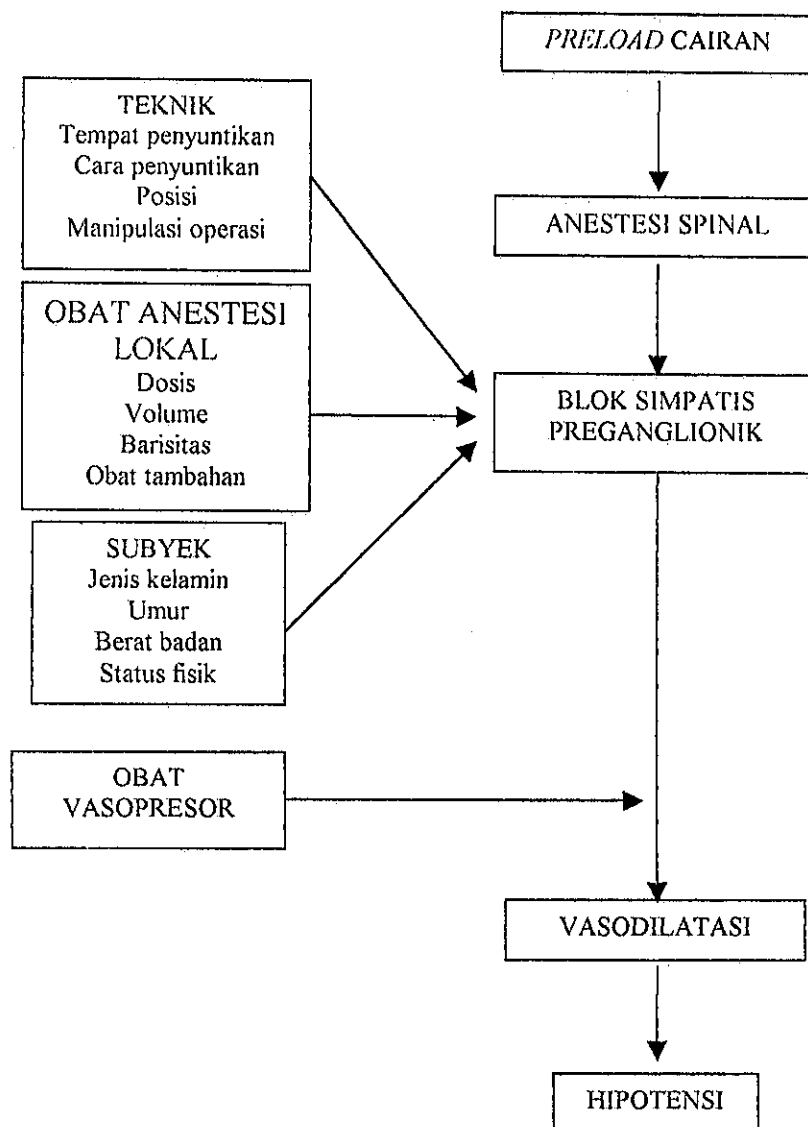 PRELOAD CAIRAN
TEKNIK
Tempat penyuntikan
Cara penyuntikan
Posisi
Manipulasi operasi
ANESTESI SPINAL
OBAT ANESTESI
LOKAL
Dosis
Volume
Barisitas
Obat tambahan
BLOK SIMPATIS
PREGANGLIONIK
SUBYEK
Jenis kelamin
Umur
Berat badan
Status fisik
OBAT
VASOPRESOR
VASODILATASI
HIPOTENSI